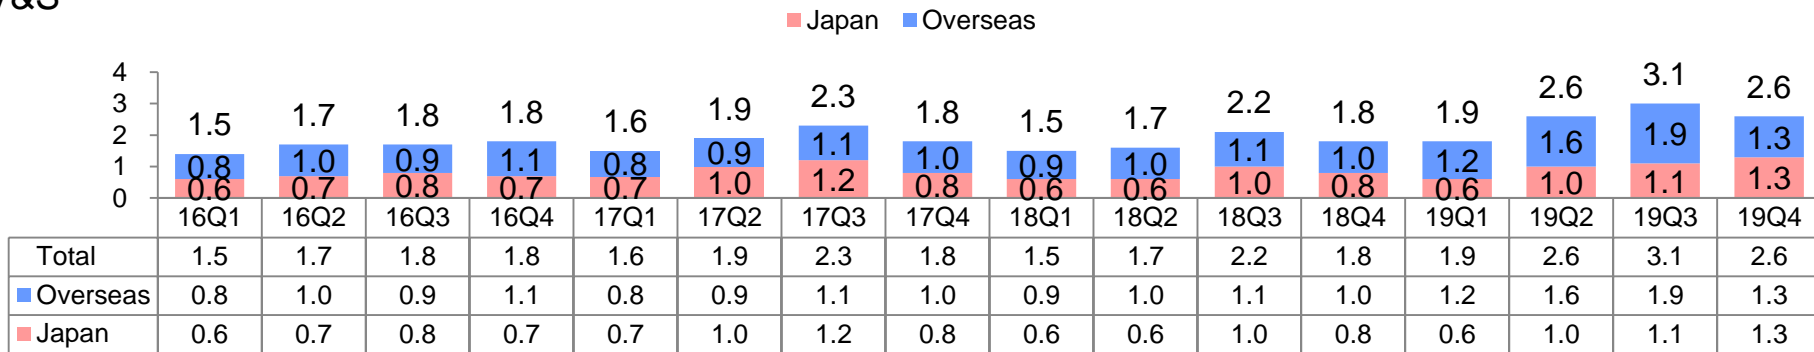 Japan Overseas
4
3
2
1
0
1.5 1.7 1.8 1.8 1.6 1.9 2.3 1.8 1.5 1.7 2.2 1.8 1.9 2.6 3.1 2.6
0.8 1.0 0.9 1.1 0.8 0.9 1.1 1.0 0.9 1.0 1.1 1.0 1.2 1.6 1.9 1.3
0.6 0.7 0.8 0.7 0.7 1.0 1.2 0.8 0.6 0.6 1.0 0.8 0.6 1.0 1.1 1.3
16Q1 16Q2 16Q3 16Q4 17Q1 17Q2 17Q3 17Q4 18Q1 18Q2 18Q3 18Q4 19Q1 19Q2 19Q3 19Q4
Total 1.5 1.7 1.8 1.8 1.6 1.9 2.3 1.8 1.5 1.7 2.2 1.8 1.9 2.6 3.1 2.6
Overseas 0.8 1.0 0.9 1.1 0.8 0.9 1.1 1.0 0.9 1.0 1.1 1.0 1.2 1.6 1.9 1.3
Japan 0.6 0.7 0.8 0.7 0.7 1.0 1.2 0.8 0.6 0.6 1.0 0.8 0.6 1.0 1.1 1.3